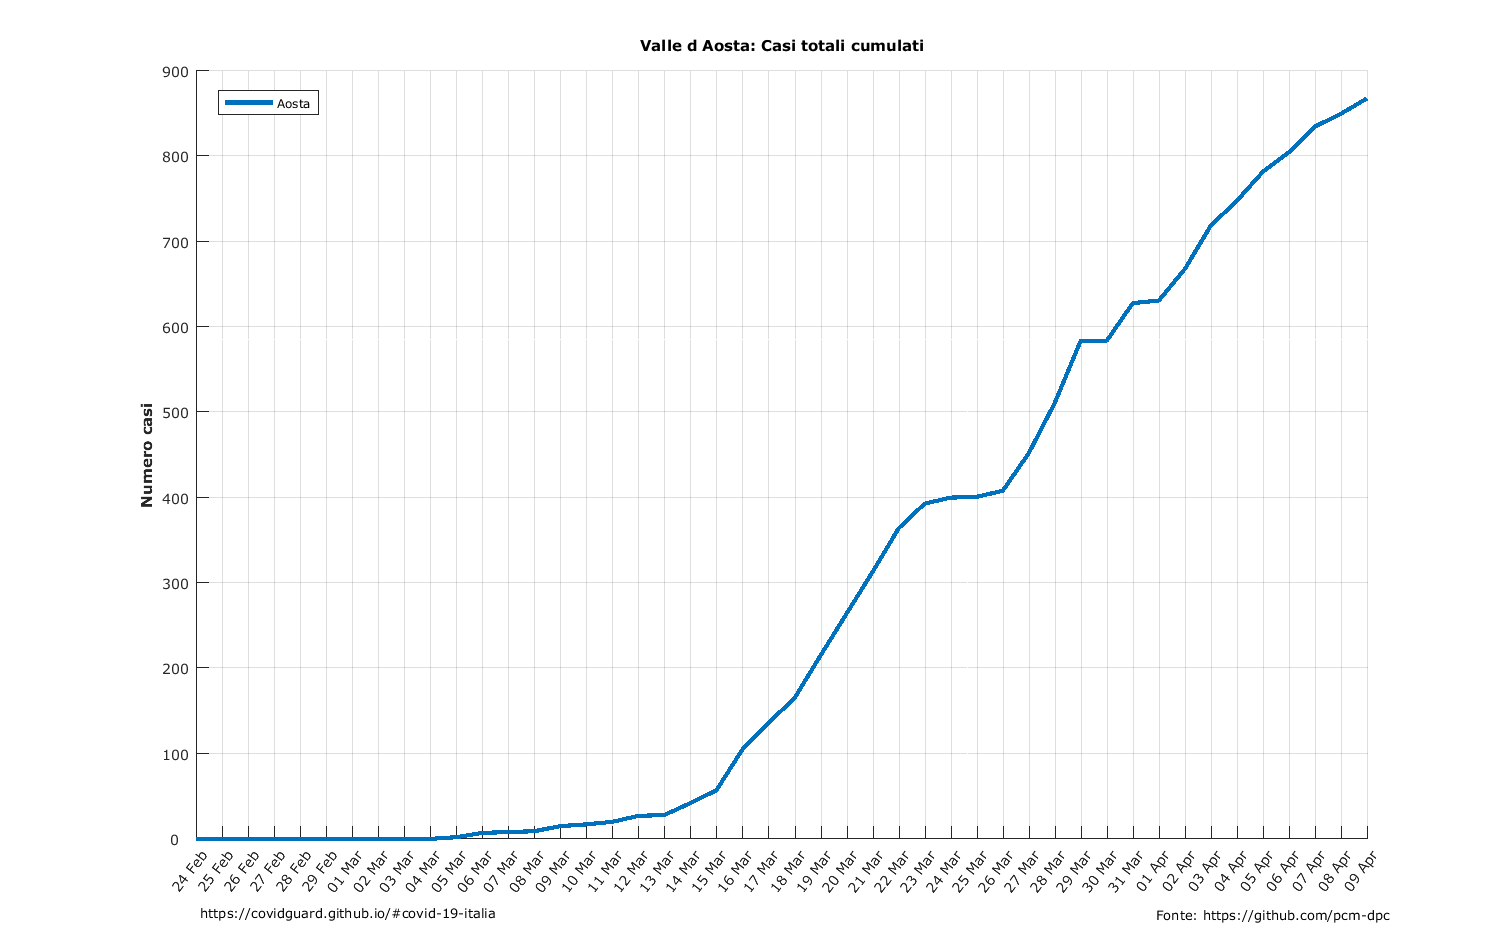 Valle d Aosta: Casi totali cumulati
Aosta
900
800
700
600
500
400
300
200
100
0
Numero casi
24 Feb
25 Feb
26 Feb
27 Feb
28 Feb
29 Feb
01 Mar
02 Mar
03 Mar
04 Mar
05 Mar
06 Mar
07 Mar
08 Mar
09 Mar
10 Mar
11 Mar
12 Mar
13 Mar
14 Mar
15 Mar
16 Mar
17 Mar
18 Mar
19 Mar
20 Mar
21 Mar
22 Mar
23 Mar
24 Mar
25 Mar
26 Mar
27 Mar
28 Mar
29 Mar
30 Mar
31 Mar
01 Apr
02 Apr
03 Apr
04 Apr
05 Apr
06 Apr
07 Apr
08 Apr
09 Apr
https://covidguard.github.io/#covid-19-italia
Fonte: https://github.com/pcm-dpc